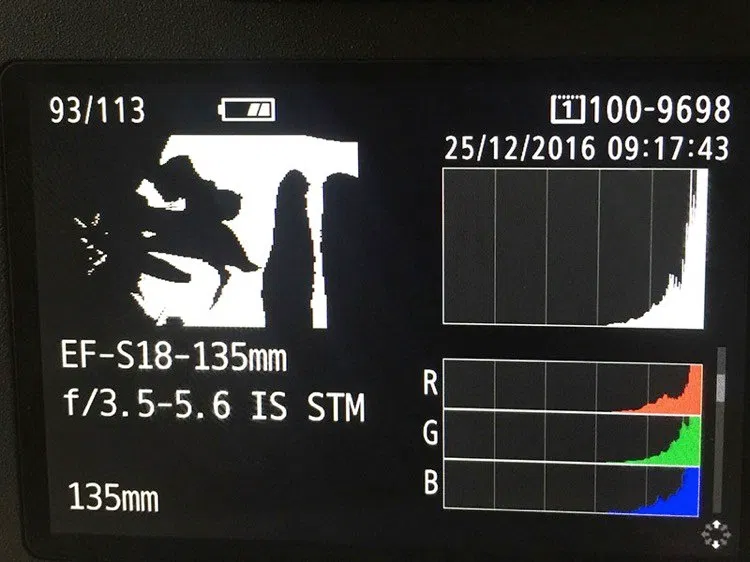 93/113
1 100-9698
25/12/2016 09:17:43
EF-S18-135mm
f/3.5-5.6 IS STM
135mm
R
G
B